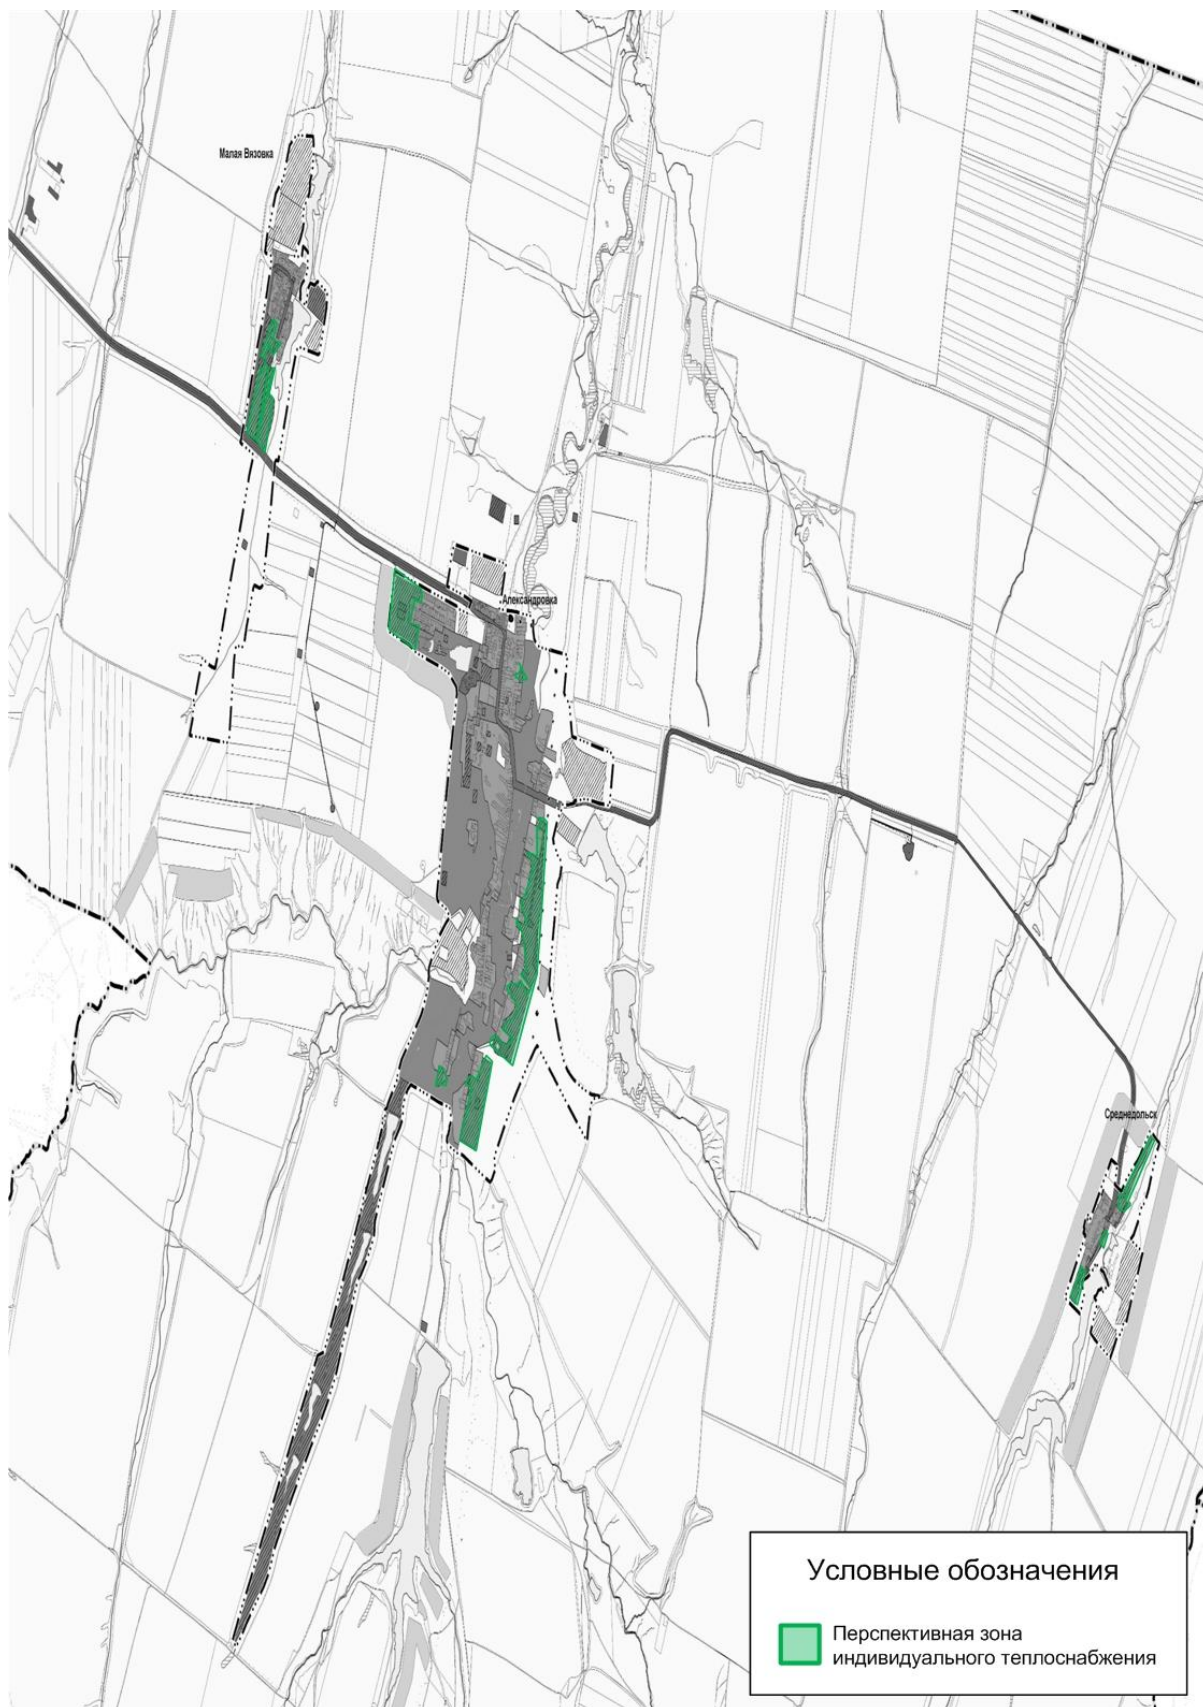 Малая Вязовка
Александровка
Среднедольск
Условные обозначения
Перспективная зона
индивидуального теплоснабжения